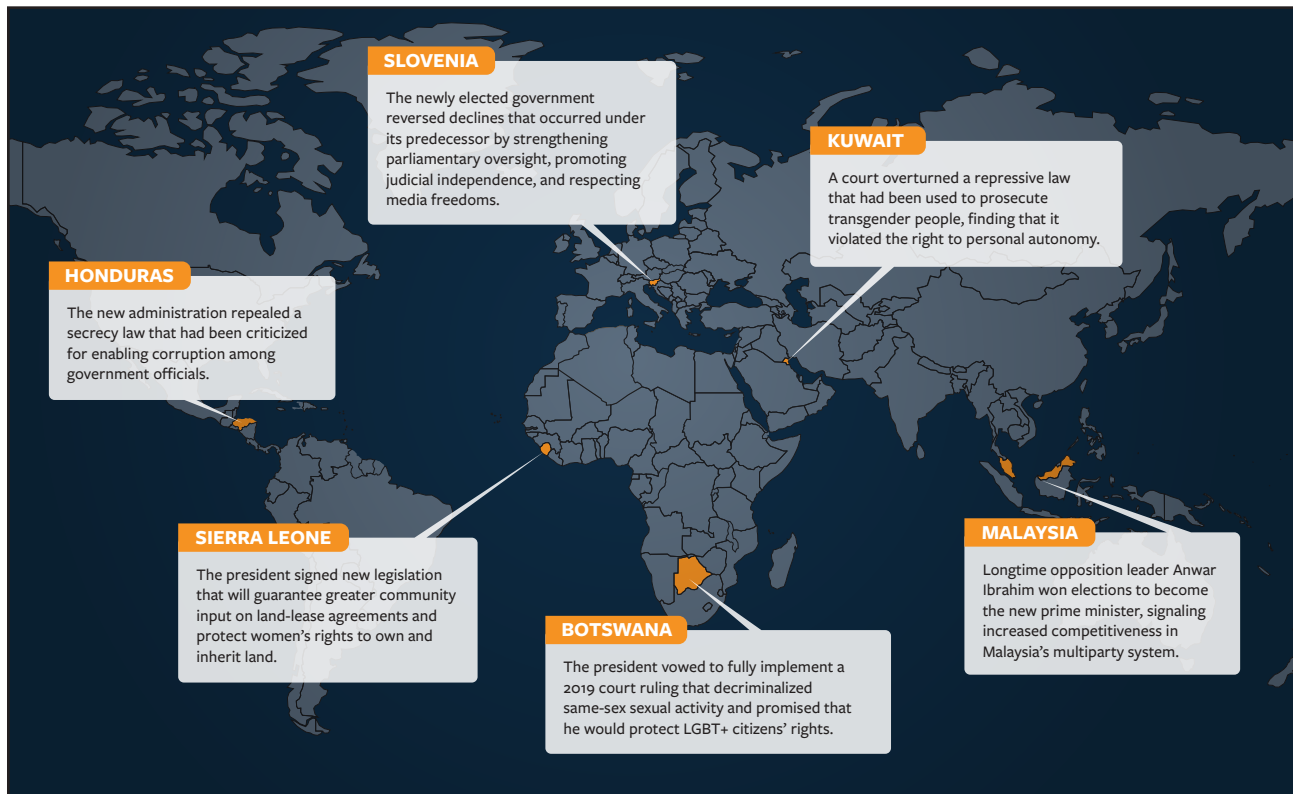 SLOVENIA
The newly elected government
reversed declines that occurred under
its predecessor by strengthening
parliamentary oversight, promoting
judicial independence, and respecting
media freedoms.
KUWAIT
A court overturned a repressive law
that had been used to prosecute
transgender people, finding that it
violated the right to personal autonomy.
HONDURAS
The new administration repealed a
secrecy law that had been criticized
for enabling corruption among
government officials.
SIERRA LEONE
The president signed new legislation
that will guarantee greater community
input on land-lease agreements and
protect women’s rights to own and
inherit land.
BOTSWANA
The president vowed to fully implement a
2019 court ruling that decriminalized
same-sex sexual activity and promised that
he would protect LGBT+ citizens’ rights.
MALAYSIA
Longtime opposition leader Anwar
Ibrahim won elections to become
the new prime minister, signaling
increased competitiveness in
Malaysia’s multiparty system.